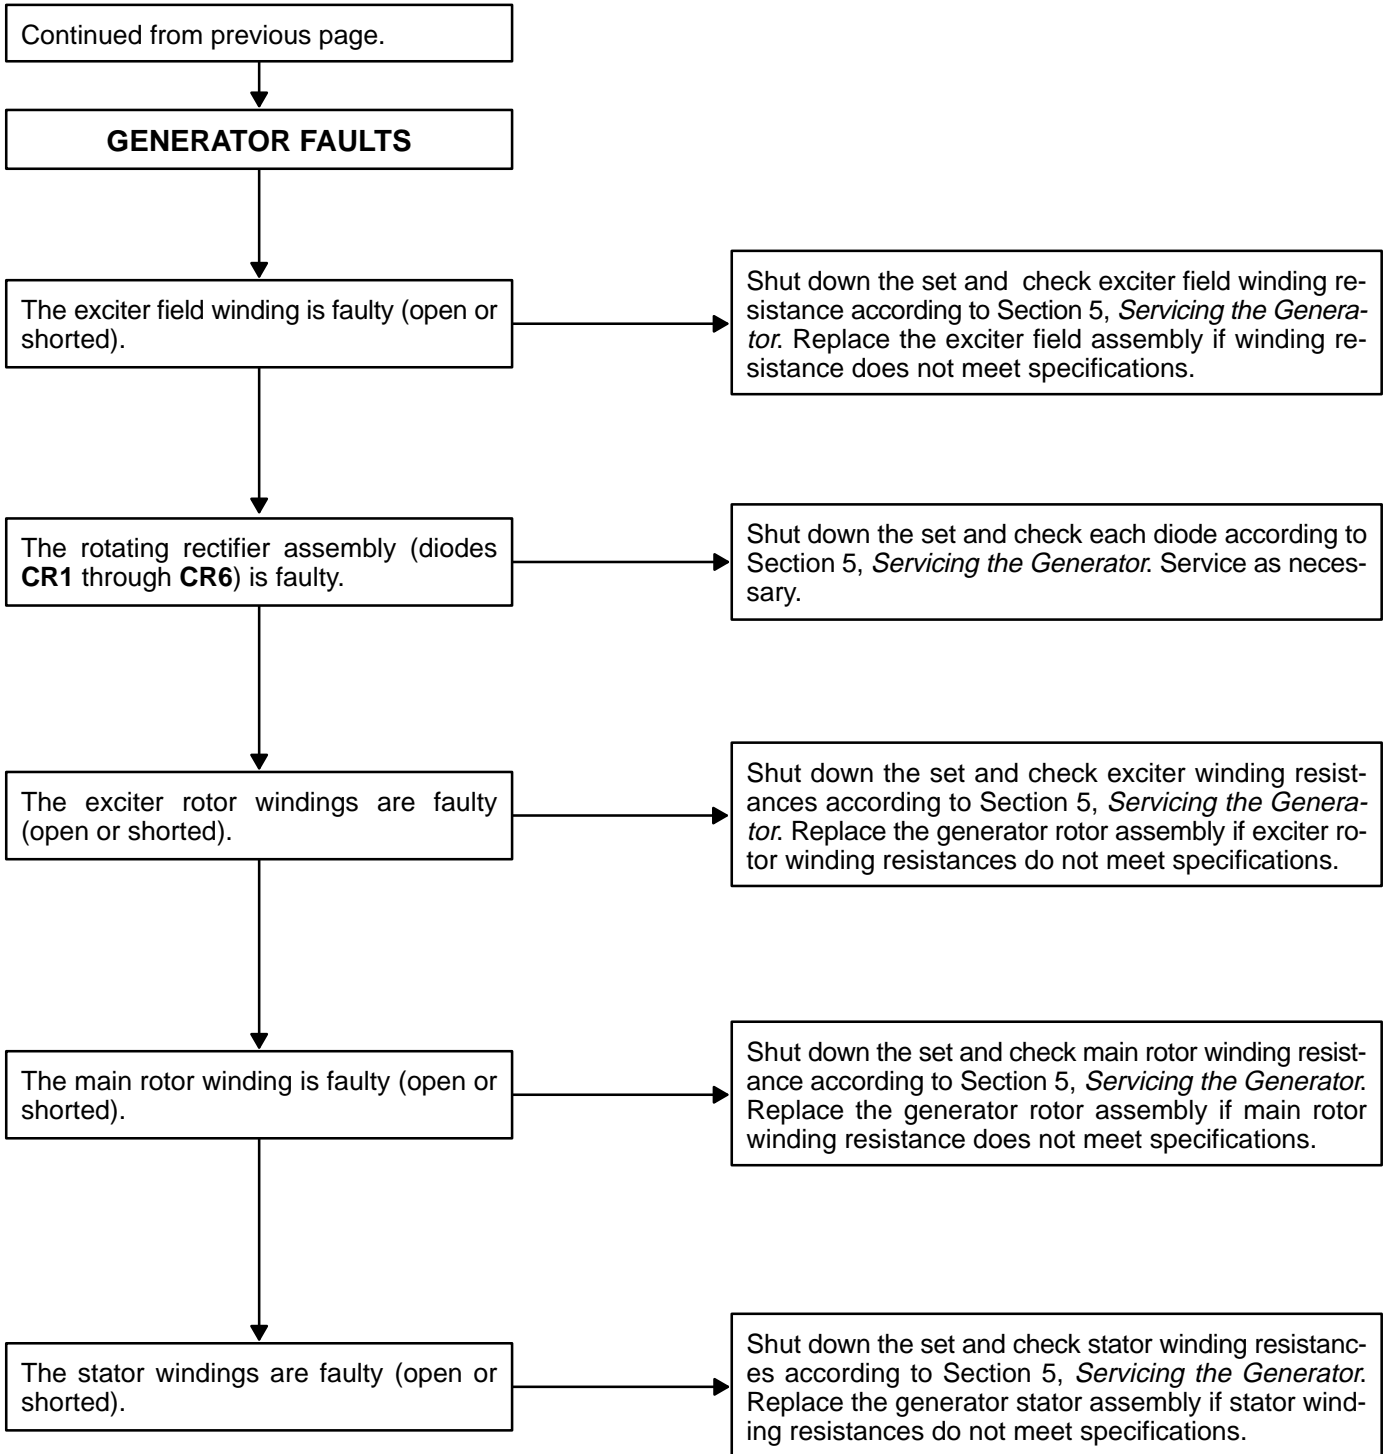 Continued from previous page.
GENERATOR FAULTS
The exciter field winding is faulty (open or
shorted).
Shut down the set and check exciter field winding re-
sistance according to Section 5, Servicing the Genera-
tor. Replace the exciter field assembly if winding re-
sistance does not meet specifications.
The rotating rectifier assembly (diodes
CR1 through CR6) is faulty.
Shut down the set and check each diode according to
Section 5, Servicing the Generator. Service as neces-
sary.
The exciter rotor windings are faulty
(open or shorted).
Shut down the set and check exciter winding resist-
ances according to Section 5, Servicing the Genera-
tor. Replace the generator rotor assembly if exciter ro-
tor winding resistances do not meet specifications.
The main rotor winding is faulty (open or
shorted).
Shut down the set and check main rotor winding resist-
ance according to Section 5, Servicing the Generator.
Replace the generator rotor assembly if main rotor
winding resistance does not meet specifications.
The stator windings are faulty (open or
shorted).
Shut down the set and check stator winding resistanc-
es according to Section 5, Servicing the Generator.
Replace the generator stator assembly if stator wind-
ing resistances do not meet specifications.